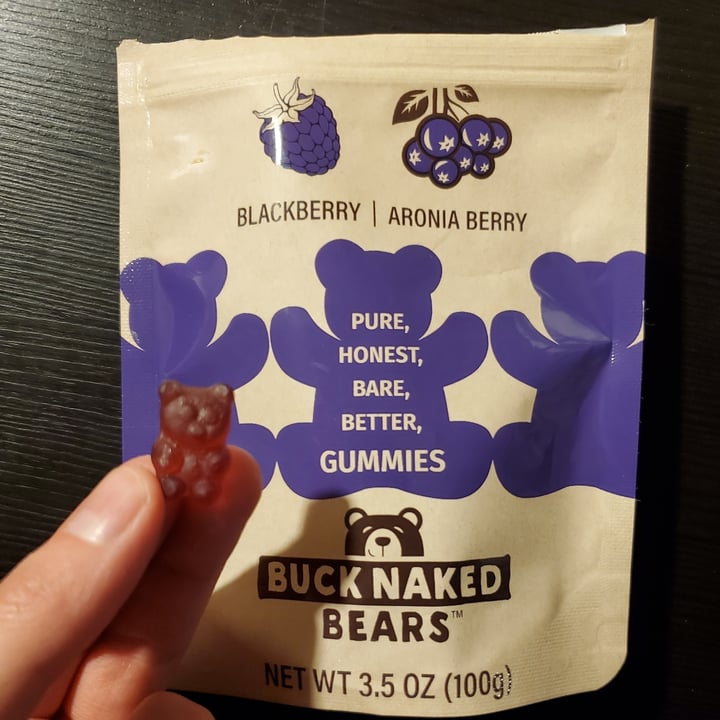 BLACKBERRY | ARONIA BERRY
PURE,
HONEST,
BARE,
BETTER,
GUMMIES
BUCK NAKED
BEARS™
NET WT 3.5 OZ (100g)